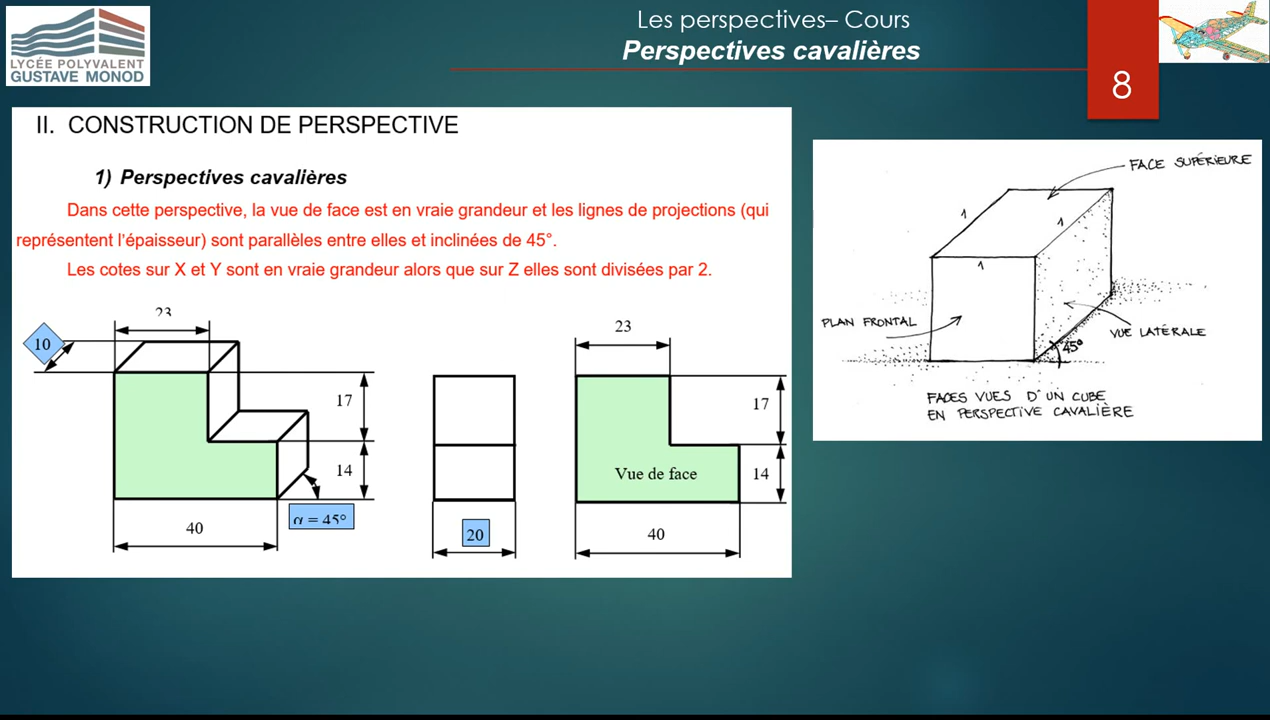 LYCÉE POLYVALENT
GUSTAVE MONOD
Les perspectives– Cours
Perspectives cavalières
8
II. CONSTRUCTION DE PERSPECTIVE
1) Perspectives cavalières
Dans cette perspective, la vue de face est en vraie grandeur et les lignes de projections (qui
représentent l'épaisseur) sont parallèles entre elles et inclinées de 45°.
Les cotes sur X et Y sont en vraie grandeur alors que sur Z elles sont divisées par 2.
23
10
17
14
40
α = 45°
20
23
17
14
Vue de face
40
FACE SUPÉRIEURE
1
1
1
PLAN FRONTAL
VUE LATÉRALE
45°
FACES VUES D'UN CUBE
EN PERSPECTIVE CAVALIÈRE